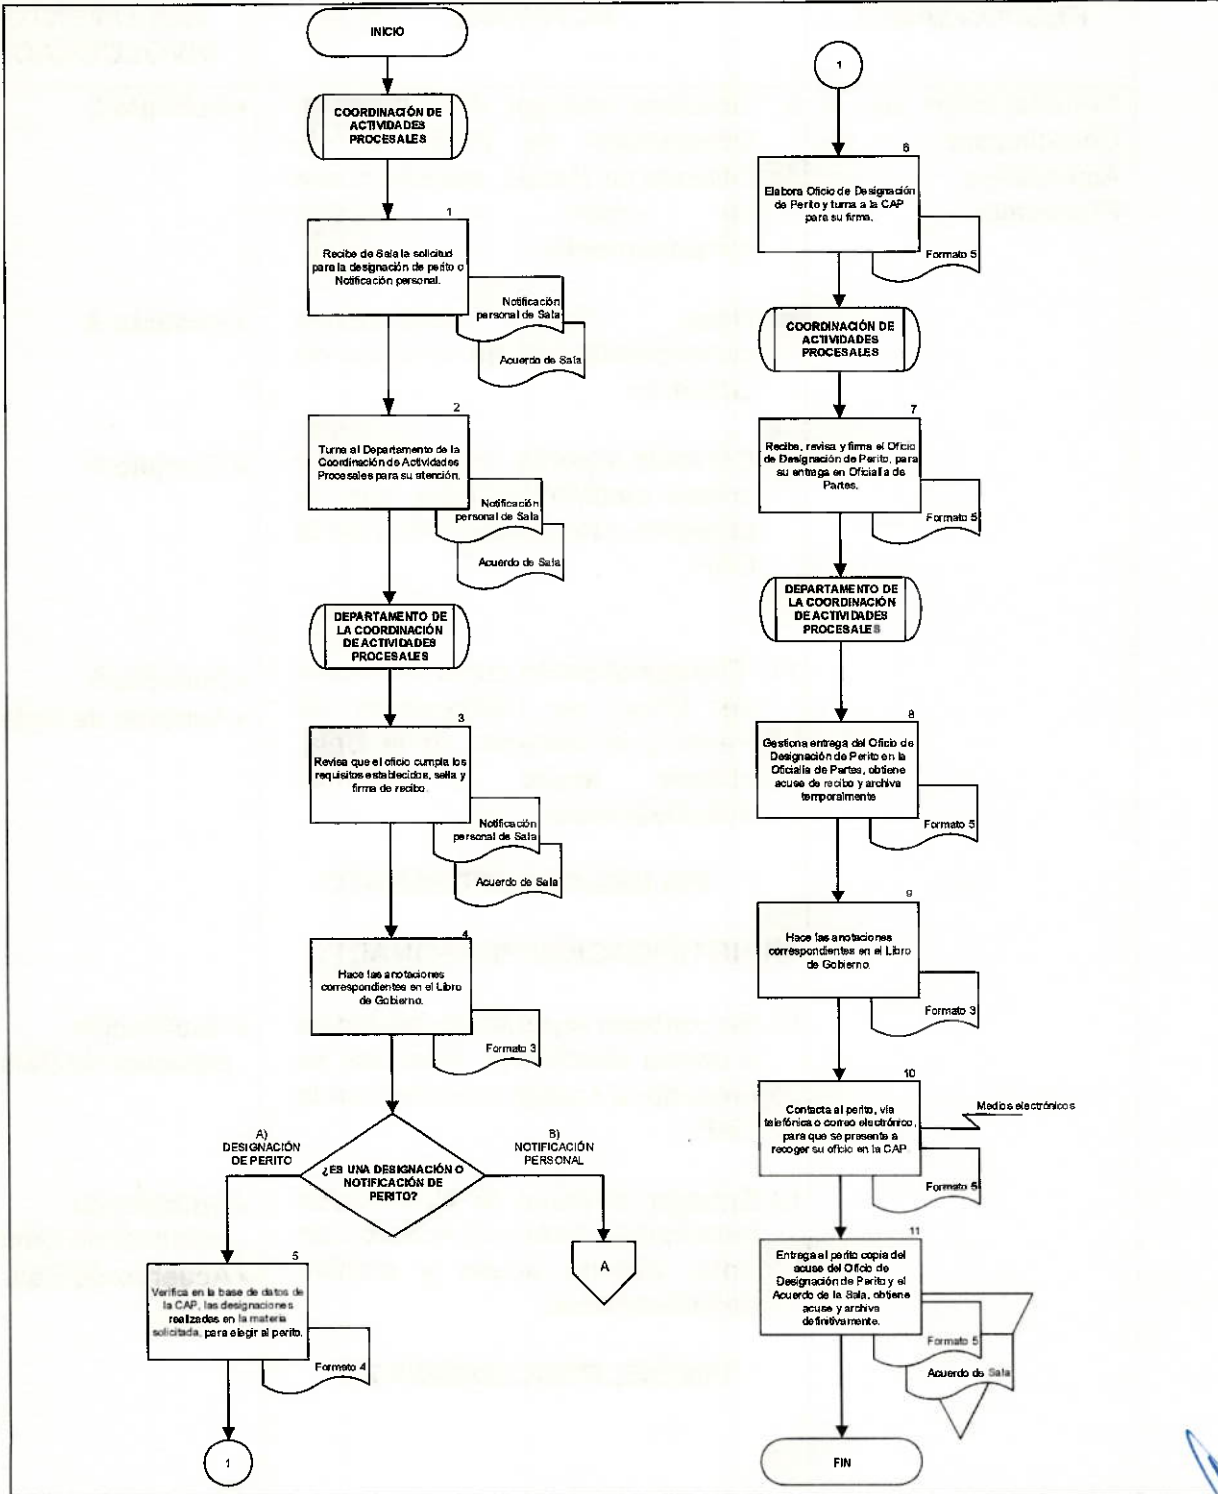 INICIO
COORDINACIÓN DE
ACTIVIDADES
PROCESALES
1
Recibe de Sala la solicitud
para la designación de perito o
Notificación personal.
Notificación
personal de Sala
Acuerdo de Sala
2
Turna al Departamento de la
Coordinación de Actividades
Procesales para su atención.
Notificación
personal de Sala
Acuerdo de Sala
DEPARTAMENTO DE
LA COORDINACIÓN
DE ACTIVIDADES
PROCESALES
3
Revisa que el oficio cumpla los
requisitos establecidos, sella y
firma de recibo.
Notificación
personal de Sala
Acuerdo de Sala
4
Hace las anotaciones
correspondientes en el Libro
de Gobierno.
Formato 3
¿ES UNA DESIGNACIÓN O
NOTIFICACIÓN DE
PERITO?
A)
DESIGNACIÓN
DE PERITO
B)
NOTIFICACIÓN
PERSONAL
A
5
Verifica en la base de datos de
la CAP, las designaciones
realizadas en la materia
solicitada, para elegir al perito.
Formato 4
1
1
6
Elabora Oficio de Designación
de Perito y turna a la CAP
para su firma.
Formato 5
COORDINACIÓN DE
ACTIVIDADES
PROCESALES
7
Recibe, revisa y firma el Oficio
de Designación de Perito, para
su entrega en Oficialía de
Partes.
Formato 5
DEPARTAMENTO DE
LA COORDINACIÓN
DE ACTIVIDADES
PROCESALES
8
Gestiona entrega del Oficio de
Designación de Perito en la
Oficialía de Partes, obtiene
acuse de recibo y archiva
temporalmente
Formato 5
9
Hace las anotaciones
correspondientes en el Libro
de Gobierno.
Formato 3
10
Contacta al perito, vía
telefónica o correo electrónico,
para que se presente a
recoger su oficio en la CAP
Medios electrónicos
Formato 5
11
Entrega al perito copia del
acuse del Oficio de
Designación de Perito y el
Acuerdo de la Sala, obtiene
acuse y archiva
definitivamente.
Formato 5
Acuerdo de Sala
FIN